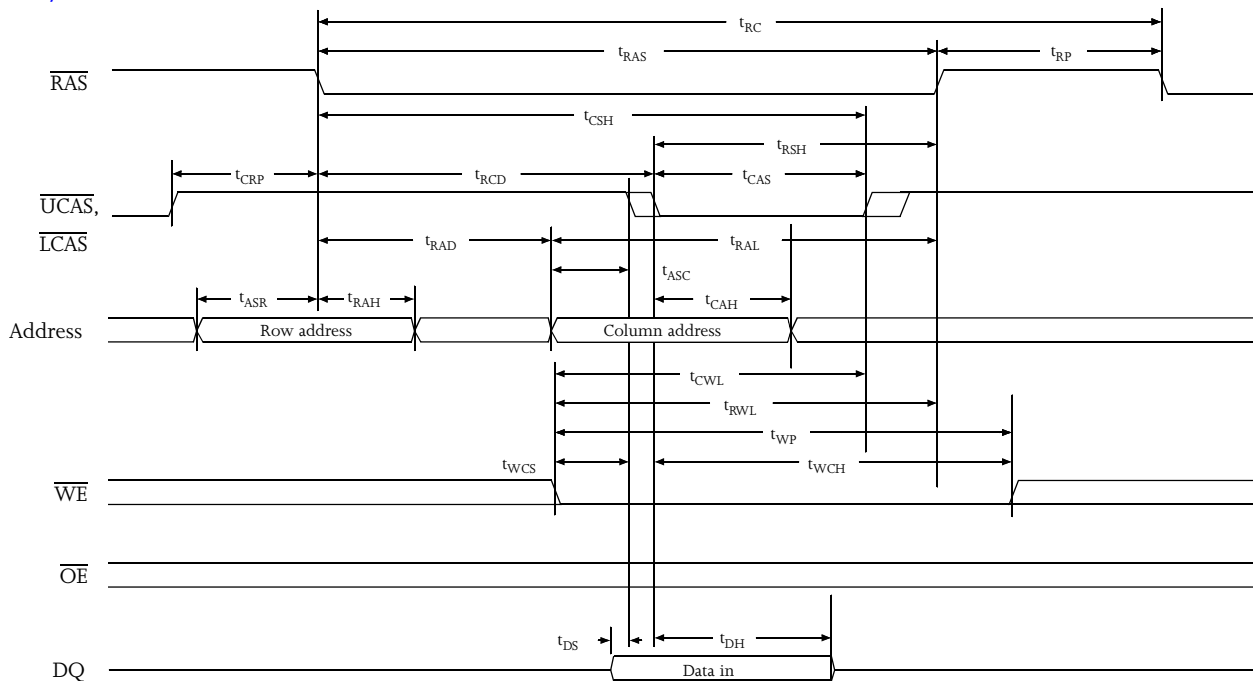 tRC
tRAS
tRP
RAS
tCSH
tRSH
tCRP
tRCD
tCAS
UCAS,
LCAS
tRAD
tRAL
tASC
tASR
tRAH
tCAH
Address
Row address
Column address
tCWL
tRWL
tWP
tWCS
tWCH
WE
OE
tDS
tDH
DQ
Data in